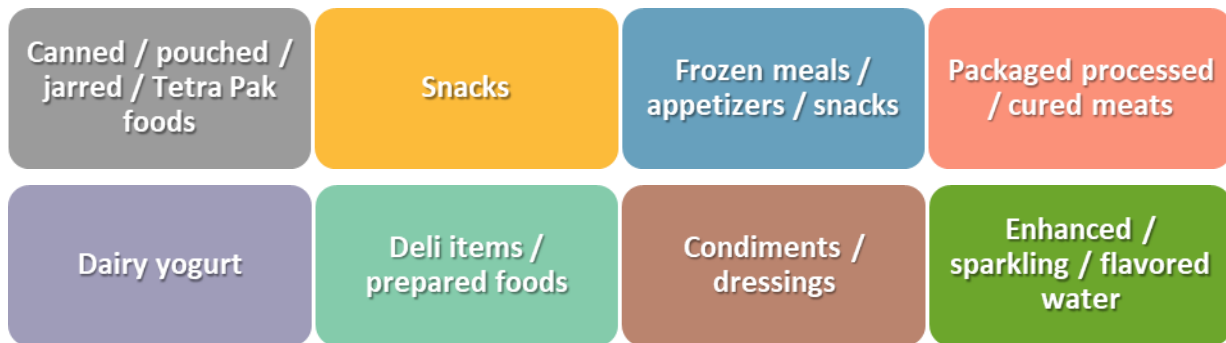 Canned / pouched /
jarred / Tetra Pak
foods
Snacks
Frozen meals /
appetizers / snacks
Packaged processed
/ cured meats
Dairy yogurt
Deli items /
prepared foods
Condiments /
dressings
Enhanced /
sparkling / flavored
water